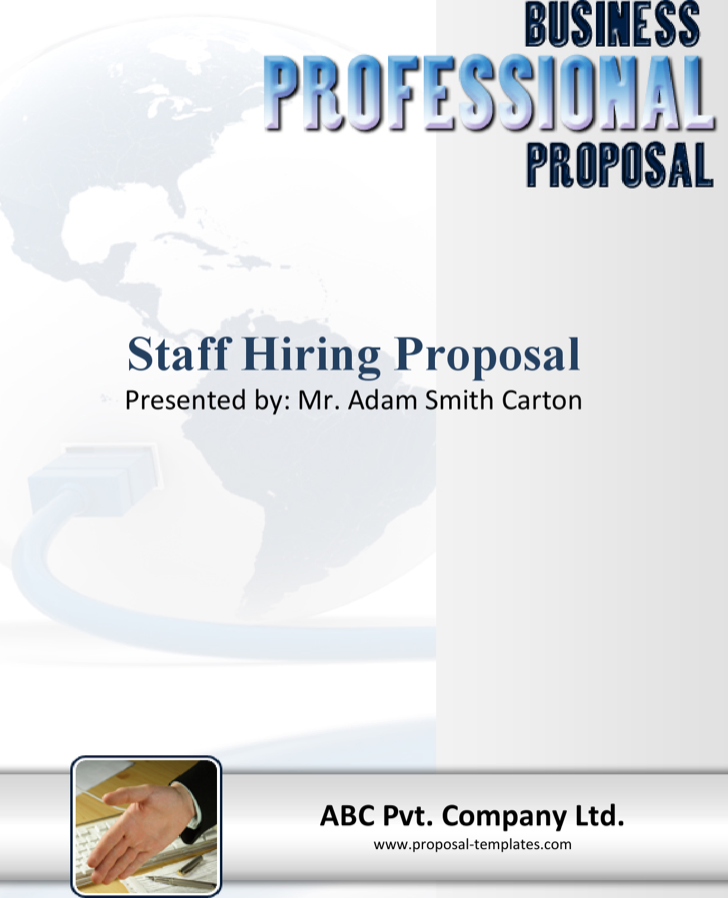 BUSINESS
PROFESSIONAL
PROPOSAL
Staff Hiring Proposal
Presented by: Mr. Adam Smith Carton
ABC Pvt. Company Ltd.
www.proposal-templates.com